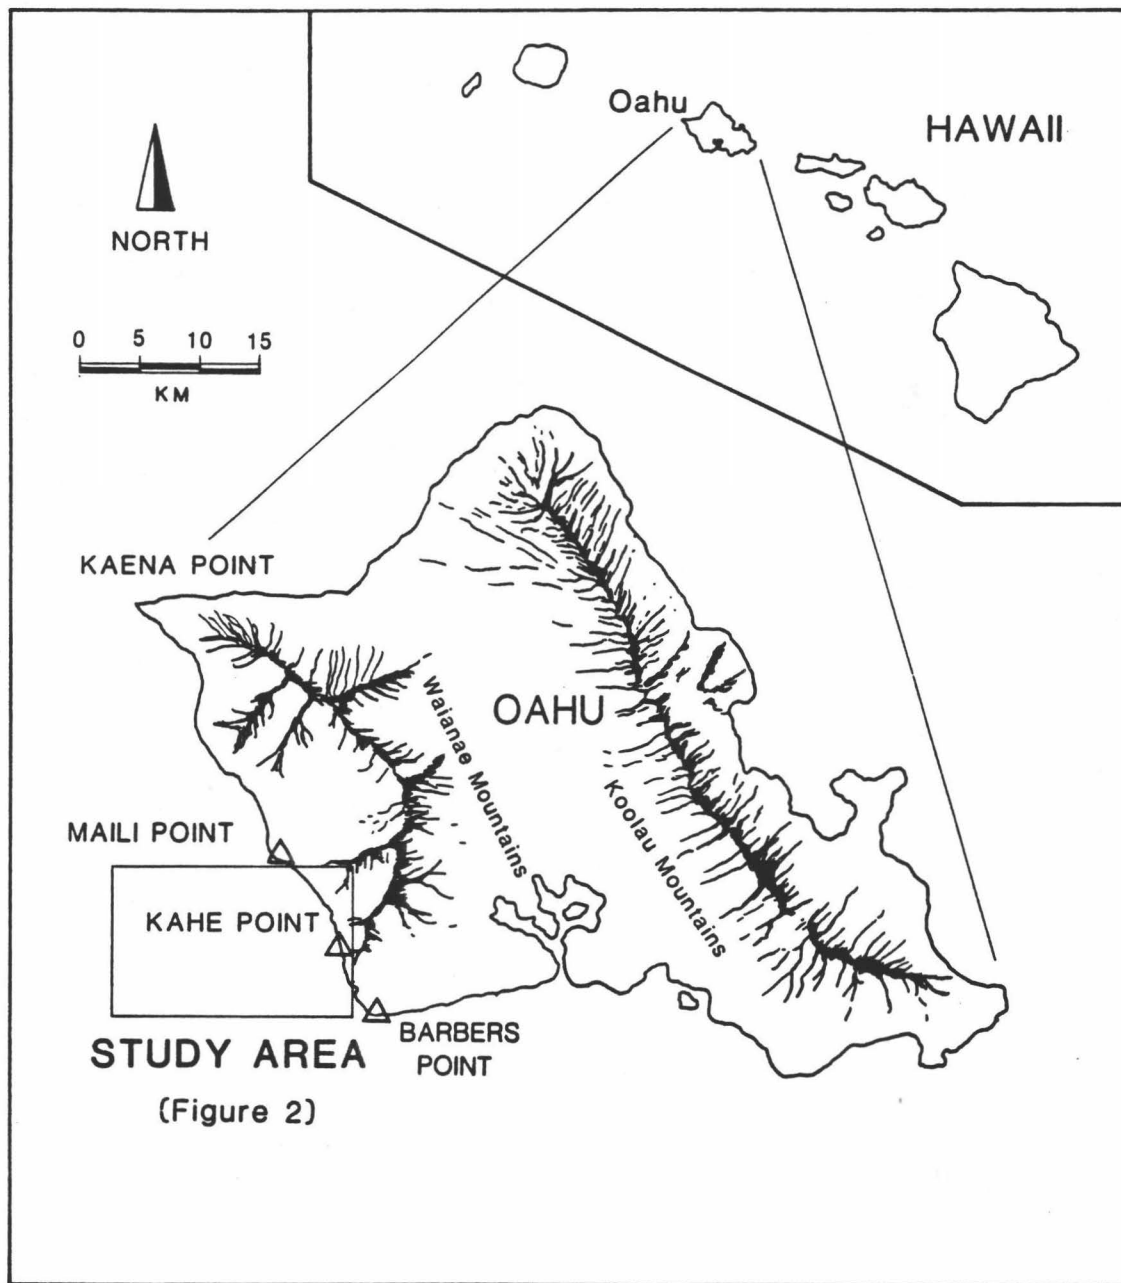 Oahu
HAWAII
NORTH
0 5 10 15
KM
KAENA POINT
Waianae Mountains
OAHU
Koolau Mountains
MAILI POINT
KAHE POINT
BARBERS
POINT
STUDY AREA
(Figure 2)